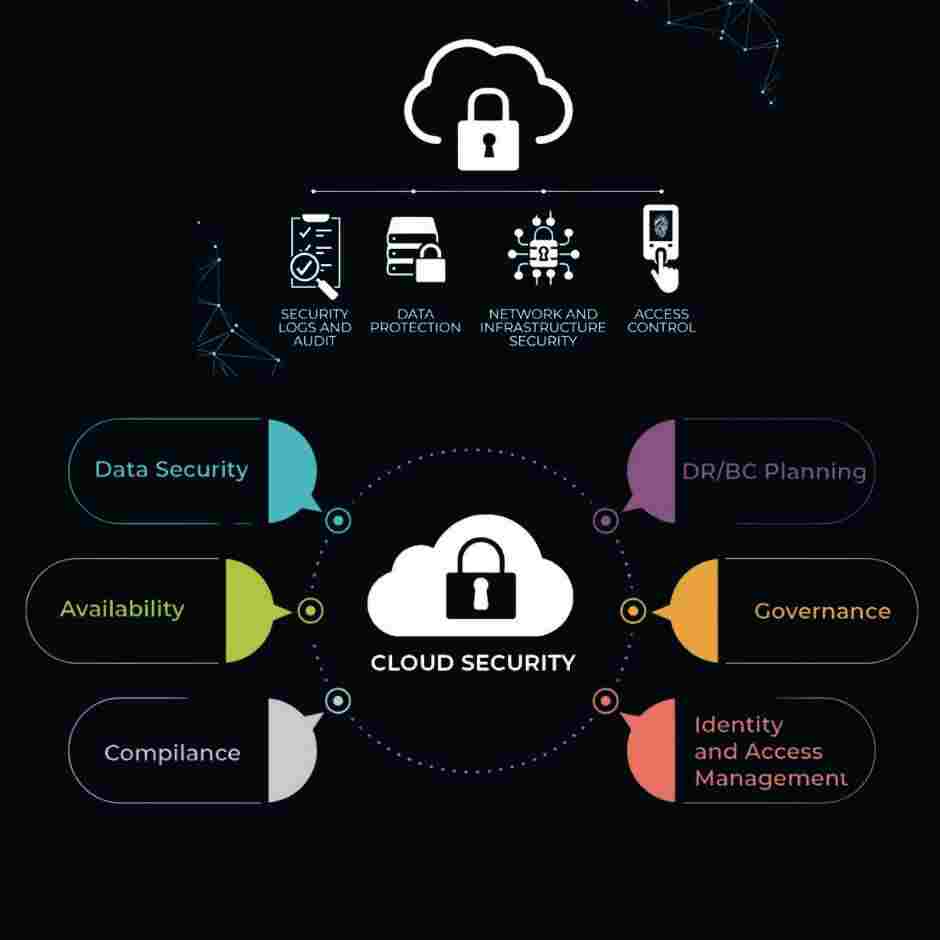 SECURITY
LOGS AND
AUDIT
DATA
PROTECTION
NETWORK AND
INFRASTRUCTURE
SECURITY
ACCESS
CONTROL
Data Security
DR/BC Planning
Availability
Governance
CLOUD SECURITY
Compilance
Identity
and Access
Management